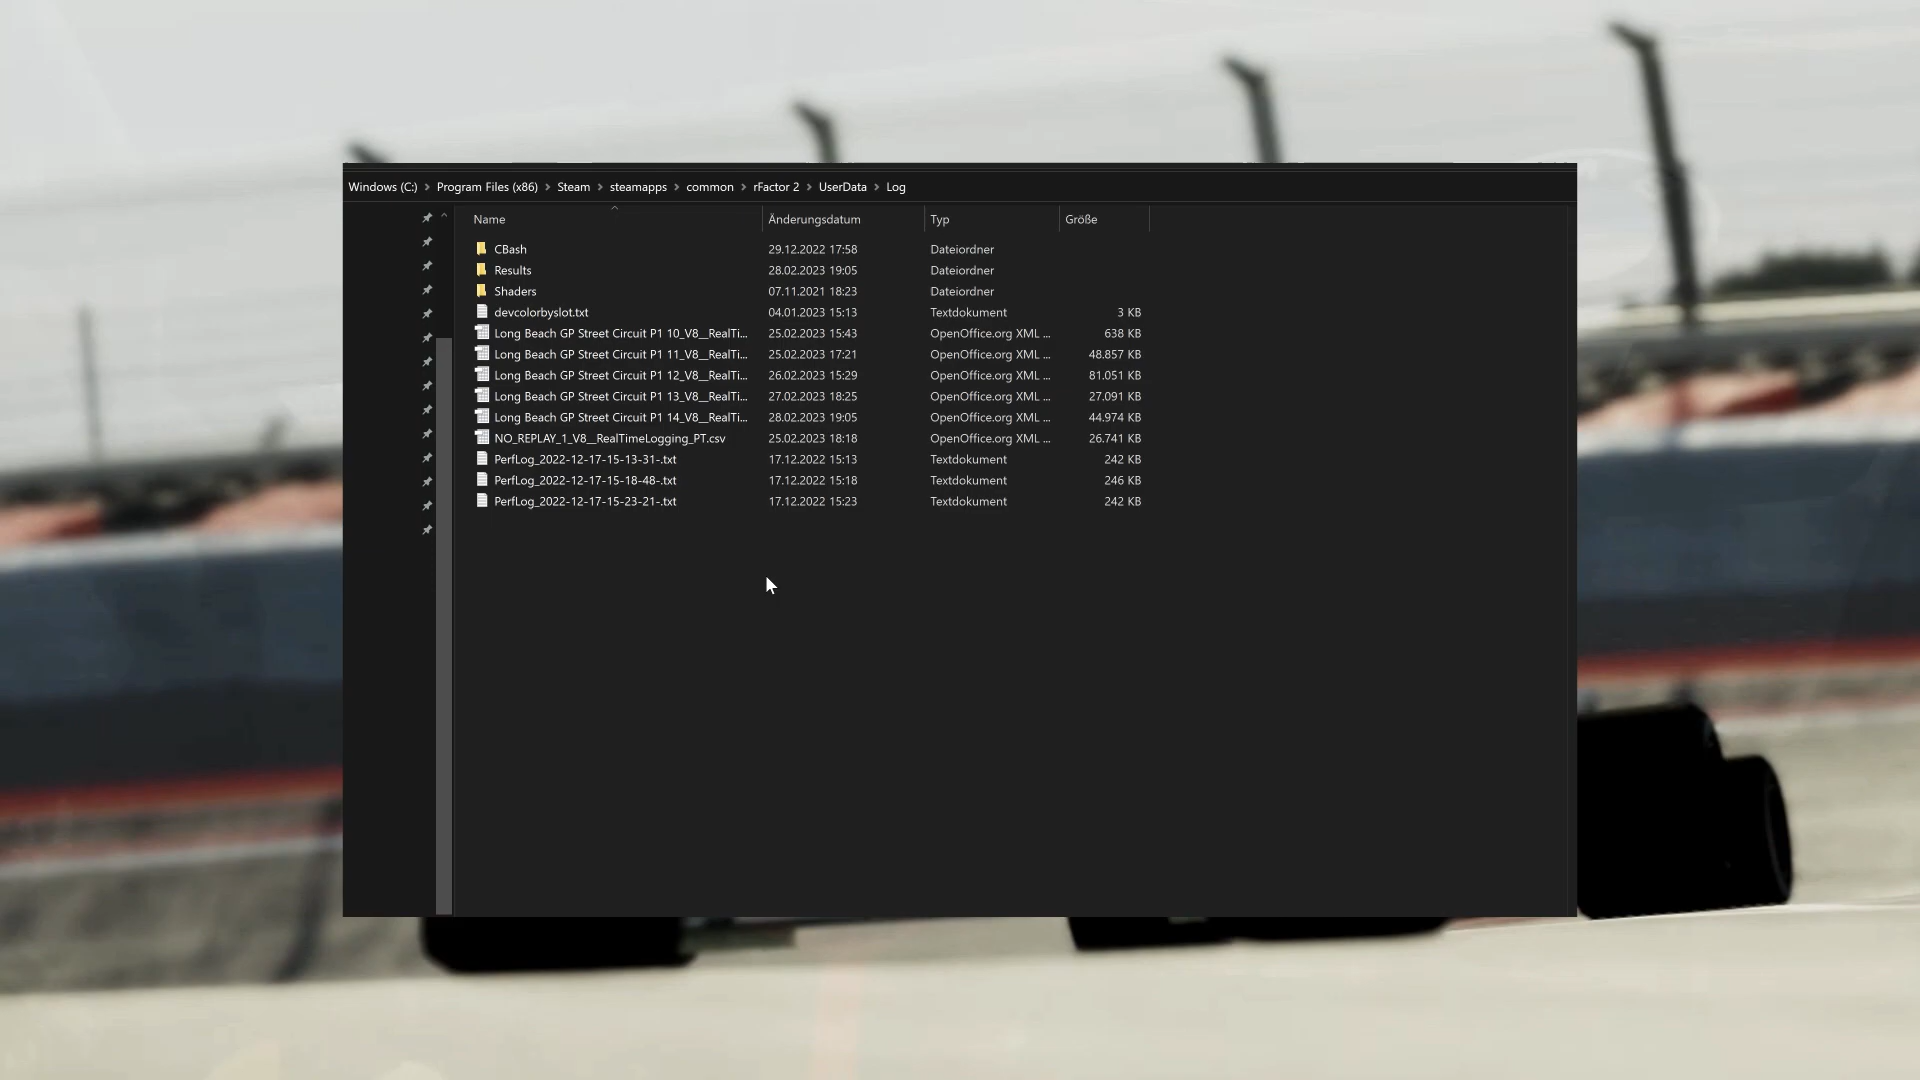 Windows (C:) > Program Files (x86) > Steam > steamapps > common > rFactor 2 > UserData > Log
Name Änderungsdatum Typ Größe
CBash 29.12.2022 17:58 Dateiordner
Results 28.02.2023 19:05 Dateiordner
Shaders 07.11.2021 18:23 Dateiordner
devcolorbyslot.txt 04.01.2023 15:13 Textdokument 3 KB
Long Beach GP Street Circuit P1 10_V8__RealTi... 25.02.2023 15:43 OpenOffice.org XML ... 638 KB
Long Beach GP Street Circuit P1 11_V8__RealTi... 25.02.2023 17:21 OpenOffice.org XML ... 48.857 KB
Long Beach GP Street Circuit P1 12_V8__RealTi... 26.02.2023 15:29 OpenOffice.org XML ... 81.051 KB
Long Beach GP Street Circuit P1 13_V8__RealTi... 27.02.2023 18:25 OpenOffice.org XML ... 27.091 KB
Long Beach GP Street Circuit P1 14_V8__RealTi... 28.02.2023 19:05 OpenOffice.org XML ... 44.974 KB
NO_REPLAY_1_V8__RealTimeLogging_PT.csv 25.02.2023 18:18 OpenOffice.org XML ... 26.741 KB
PerfLog_2022-12-17-15-13-31-.txt 17.12.2022 15:13 Textdokument 242 KB
PerfLog_2022-12-17-15-18-48-.txt 17.12.2022 15:18 Textdokument 246 KB
PerfLog_2022-12-17-15-23-21-.txt 17.12.2022 15:23 Textdokument 242 KB